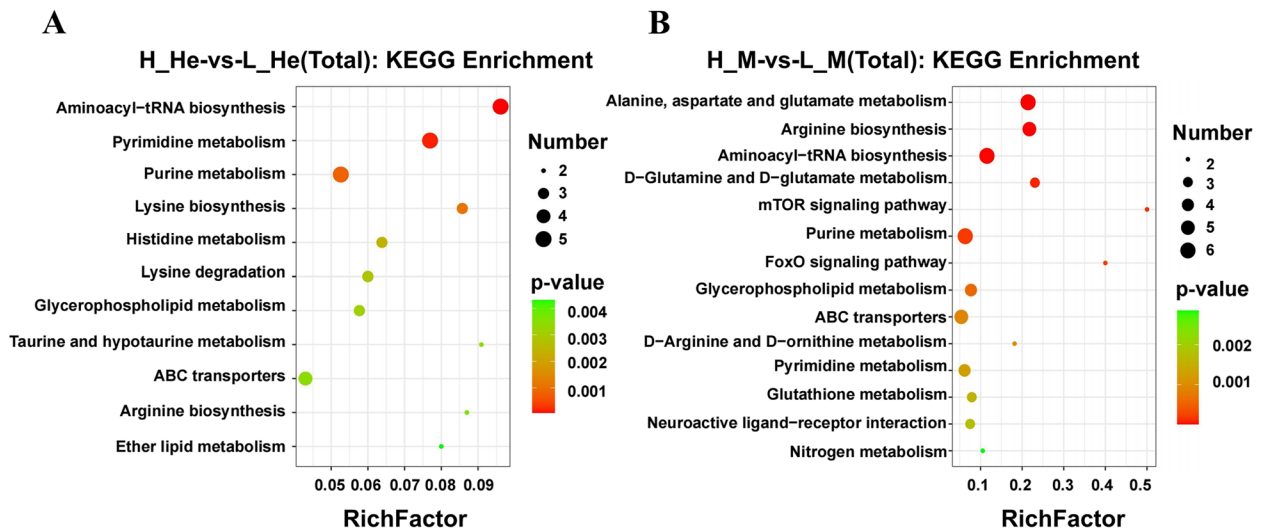 A
H_He-vs-L_He(Total): KEGG Enrichment
Aminoacyl−tRNA biosynthesis
Pyrimidine metabolism
Purine metabolism
Lysine biosynthesis
Histidine metabolism
Lysine degradation
Glycerophospholipid metabolism
Taurine and hypotaurine metabolism
ABC transporters
Arginine biosynthesis
Ether lipid metabolism
0.05 0.06 0.07 0.08 0.09
RichFactor
Number
2
3
4
5
p-value
0.004
0.003
0.002
0.001
B
H_M-vs-L_M(Total): KEGG Enrichment
Alanine, aspartate and glutamate metabolism
Arginine biosynthesis
Aminoacyl−tRNA biosynthesis
D−Glutamine and D−glutamate metabolism
mTOR signaling pathway
Purine metabolism
FoxO signaling pathway
Glycerophospholipid metabolism
ABC transporters
D−Arginine and D−ornithine metabolism
Pyrimidine metabolism
Glutathione metabolism
Neuroactive ligand−receptor interaction
Nitrogen metabolism
0.1 0.2 0.3 0.4 0.5
RichFactor
Number
2
3
4
5
6
p-value
0.002
0.001